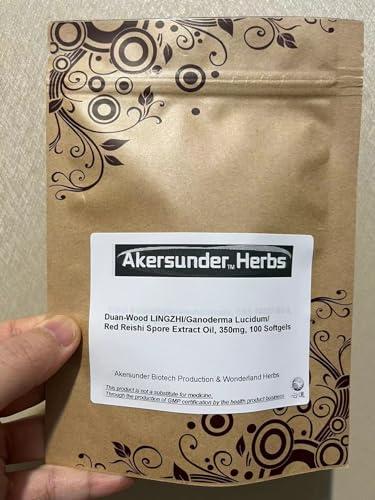 Akersunder™ Herbs
Duan-Wood LINGZHI/Ganoderma Lucidum/
Red Reishi Spore Extract Oil, 350mg, 100 Softgels
Akersunder Biotech Production & Wonderland Herbs
This product is not a substitute for medicine.
Through the production of GMP certification by the health product business